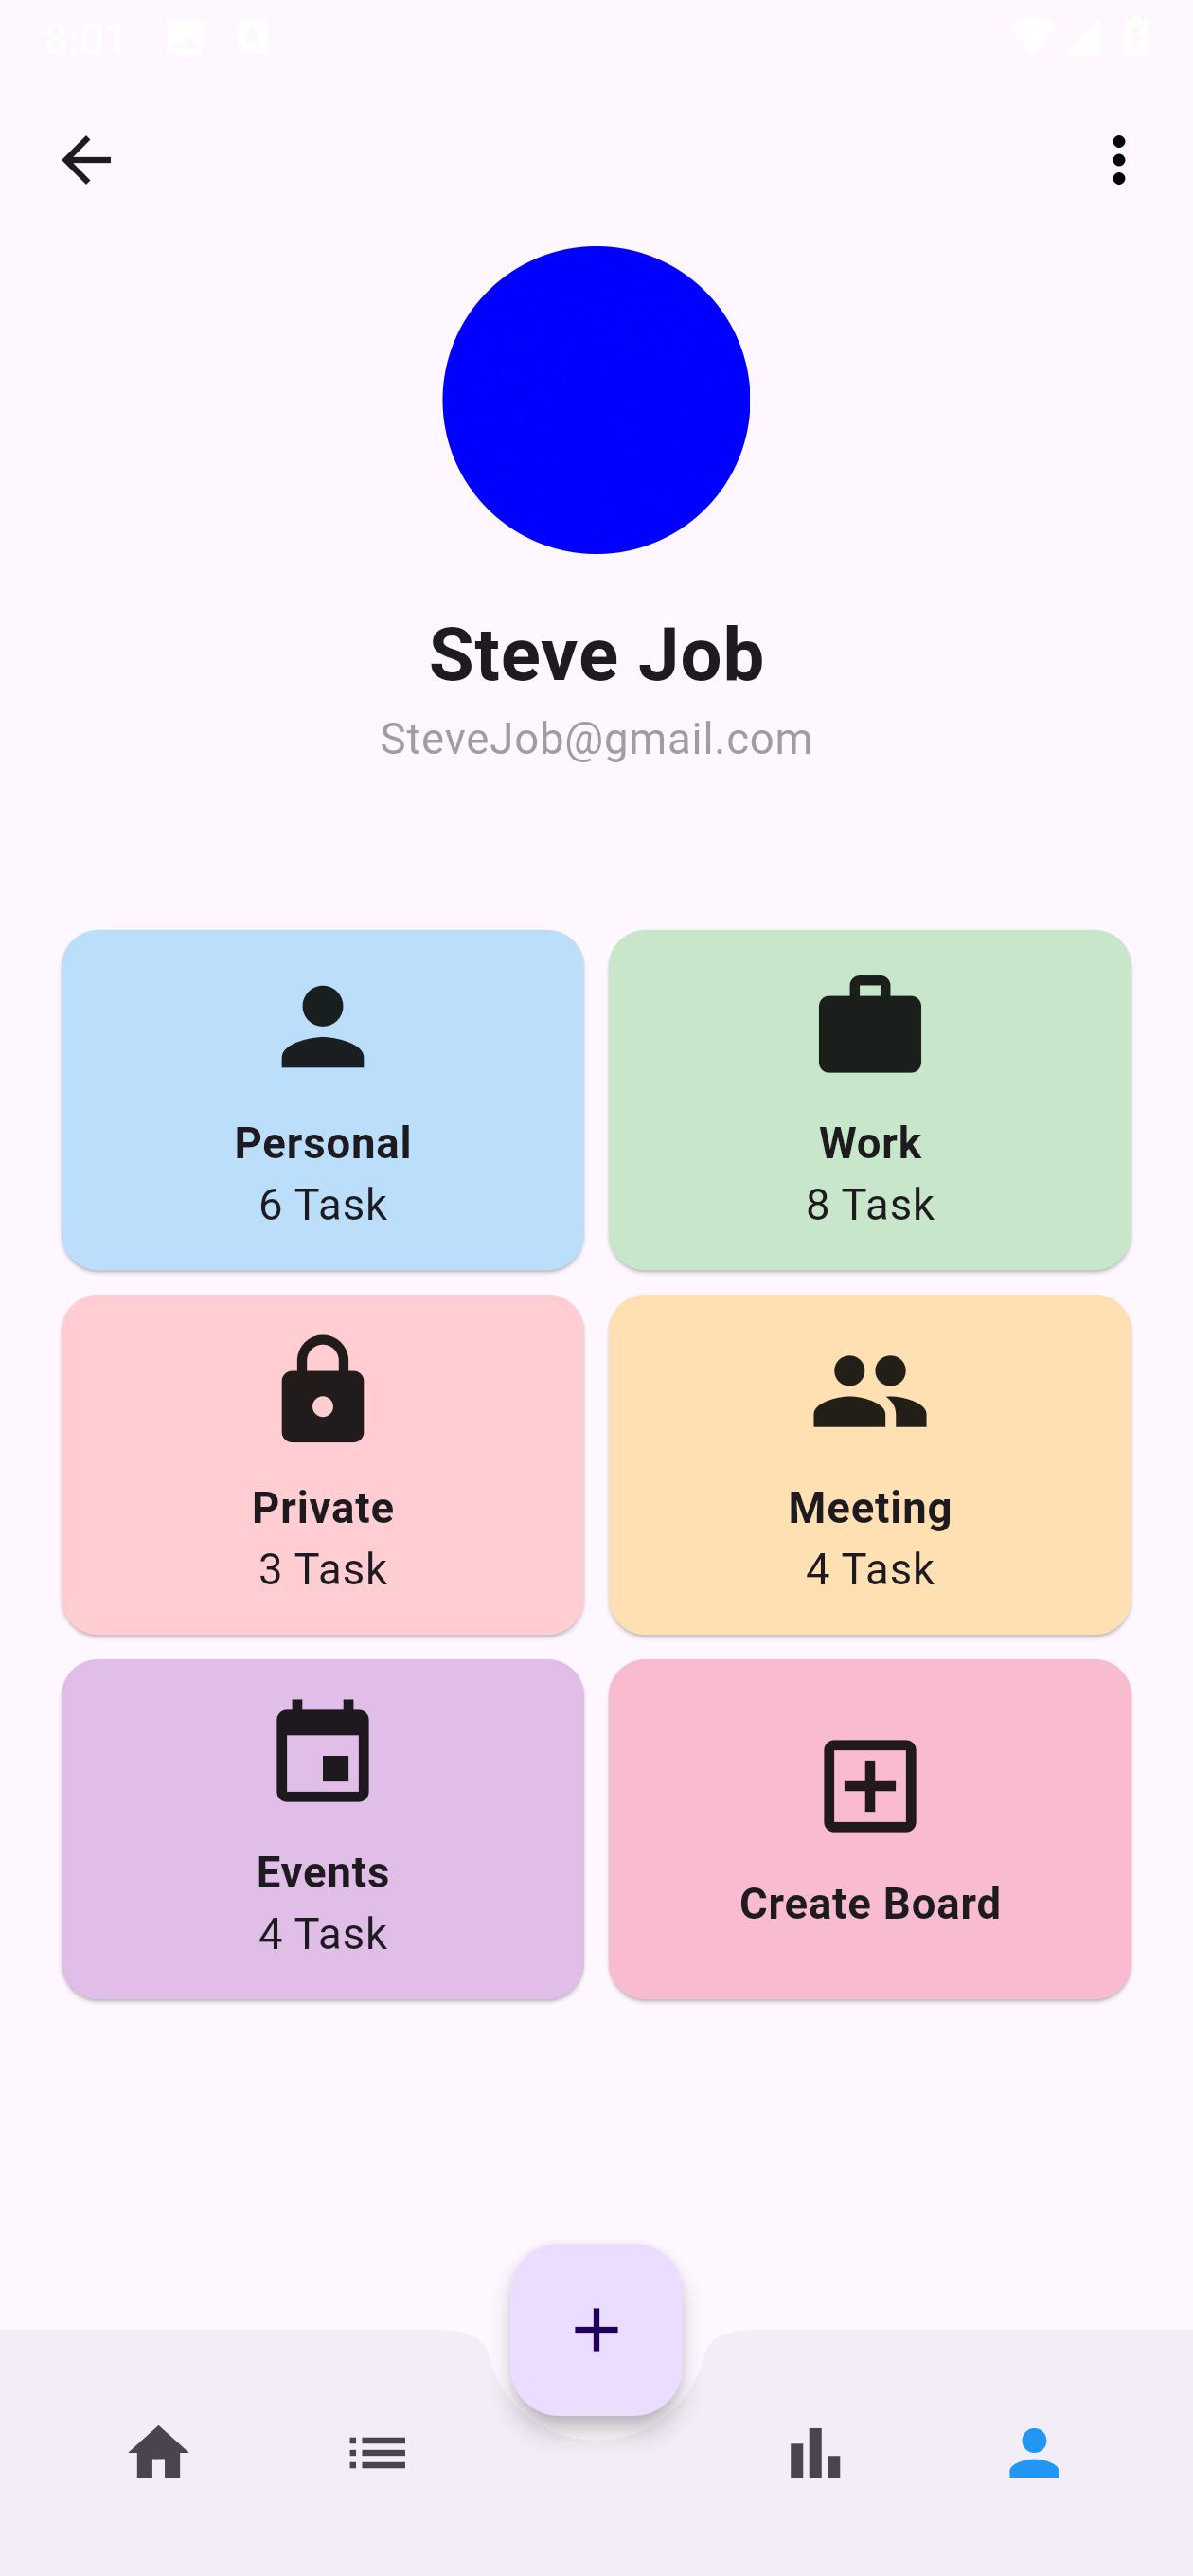 8:01
Steve Job
SteveJob@gmail.com
Personal
6 Task
Work
8 Task
Private
3 Task
Meeting
4 Task
Events
4 Task
Create Board